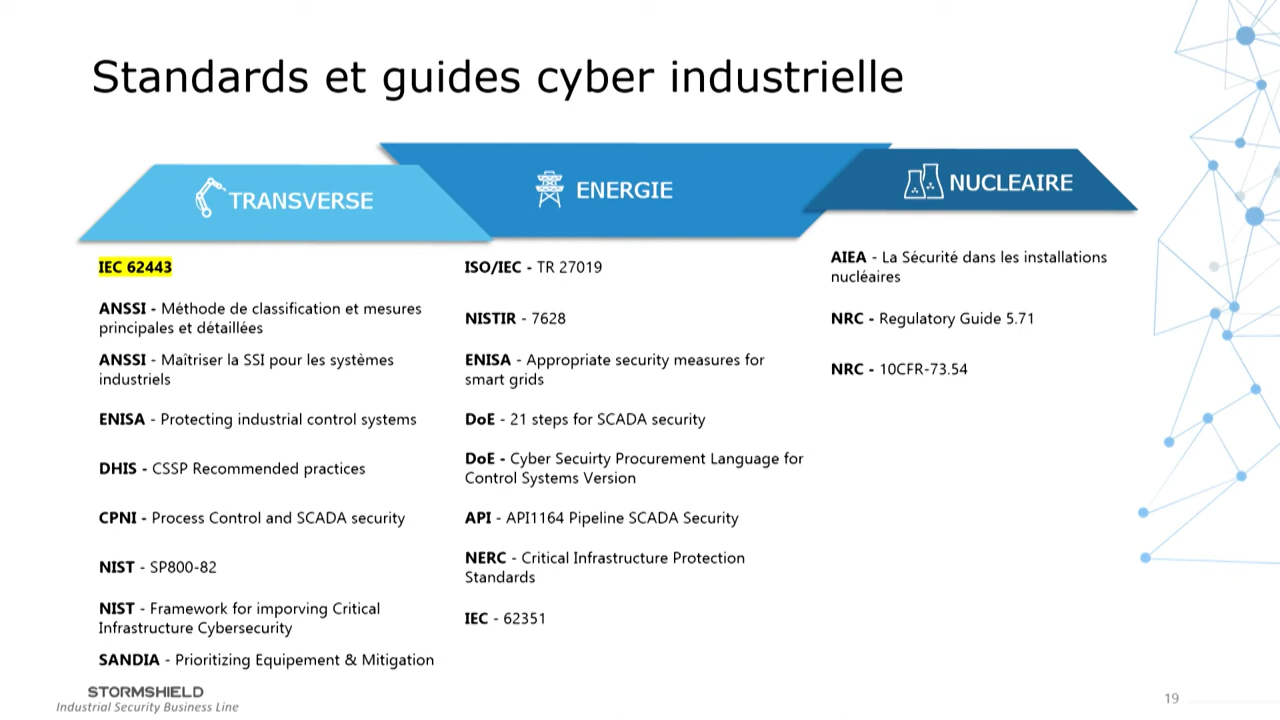 Standards et guides cyber industrielle
TRANSVERSE
IEC 62443
ANSSI - Méthode de classification et mesures
principales et détaillées
ANSSI - Maîtriser la SSI pour les systèmes
industriels
ENISA - Protecting industrial control systems
DHIS - CSSP Recommended practices
CPNI - Process Control and SCADA security
NIST - SP800-82
NIST - Framework for imporving Critical
Infrastructure Cybersecurity
SANDIA - Prioritizing Equipement & Mitigation
ENERGIE
ISO/IEC - TR 27019
NISTIR - 7628
ENISA - Appropriate security measures for
smart grids
DoE - 21 steps for SCADA security
DoE - Cyber Secuirty Procurement Language for
Control Systems Version
API - API1164 Pipeline SCADA Security
NERC - Critical Infrastructure Protection
Standards
IEC - 62351
NUCLEAIRE
AIEA - La Sécurité dans les installations
nucléaires
NRC - Regulatory Guide 5.71
NRC - 10CFR-73.54
STORMSHIELD
Industrial Security Business Line
19